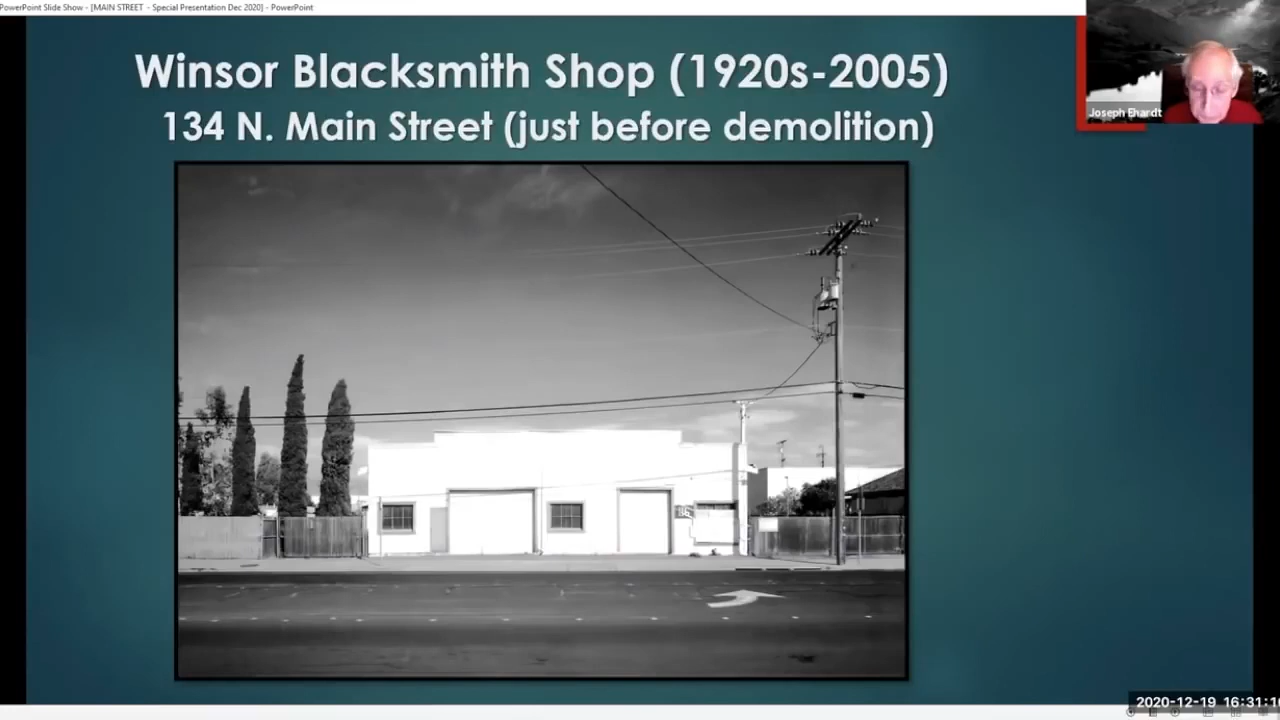 PowerPoint Slide Show - [MAIN STREET - Special Presentation Dec 2020] - PowerPoint
Winsor Blacksmith Shop (1920s-2005)
134 N. Main Street (just before demolition)
Joseph Ehardt
2020-12-19 16:31:1